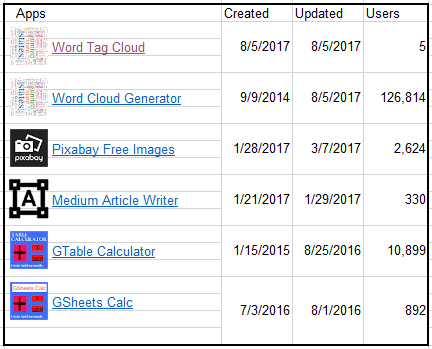 Apps Created Updated Users
Word Tag Cloud 8/5/2017 8/5/2017 5
Word Cloud Generator 9/9/2014 8/5/2017 126,814
pixabay Pixabay Free Images 1/28/2017 3/7/2017 2,624
A Medium Article Writer 1/21/2017 1/29/2017 330
TABLE
CALCULATOR
GTable Calculator 1/15/2015 8/25/2016 10,899
GSheets Calc
GSheets Calc 7/3/2016 8/1/2016 892